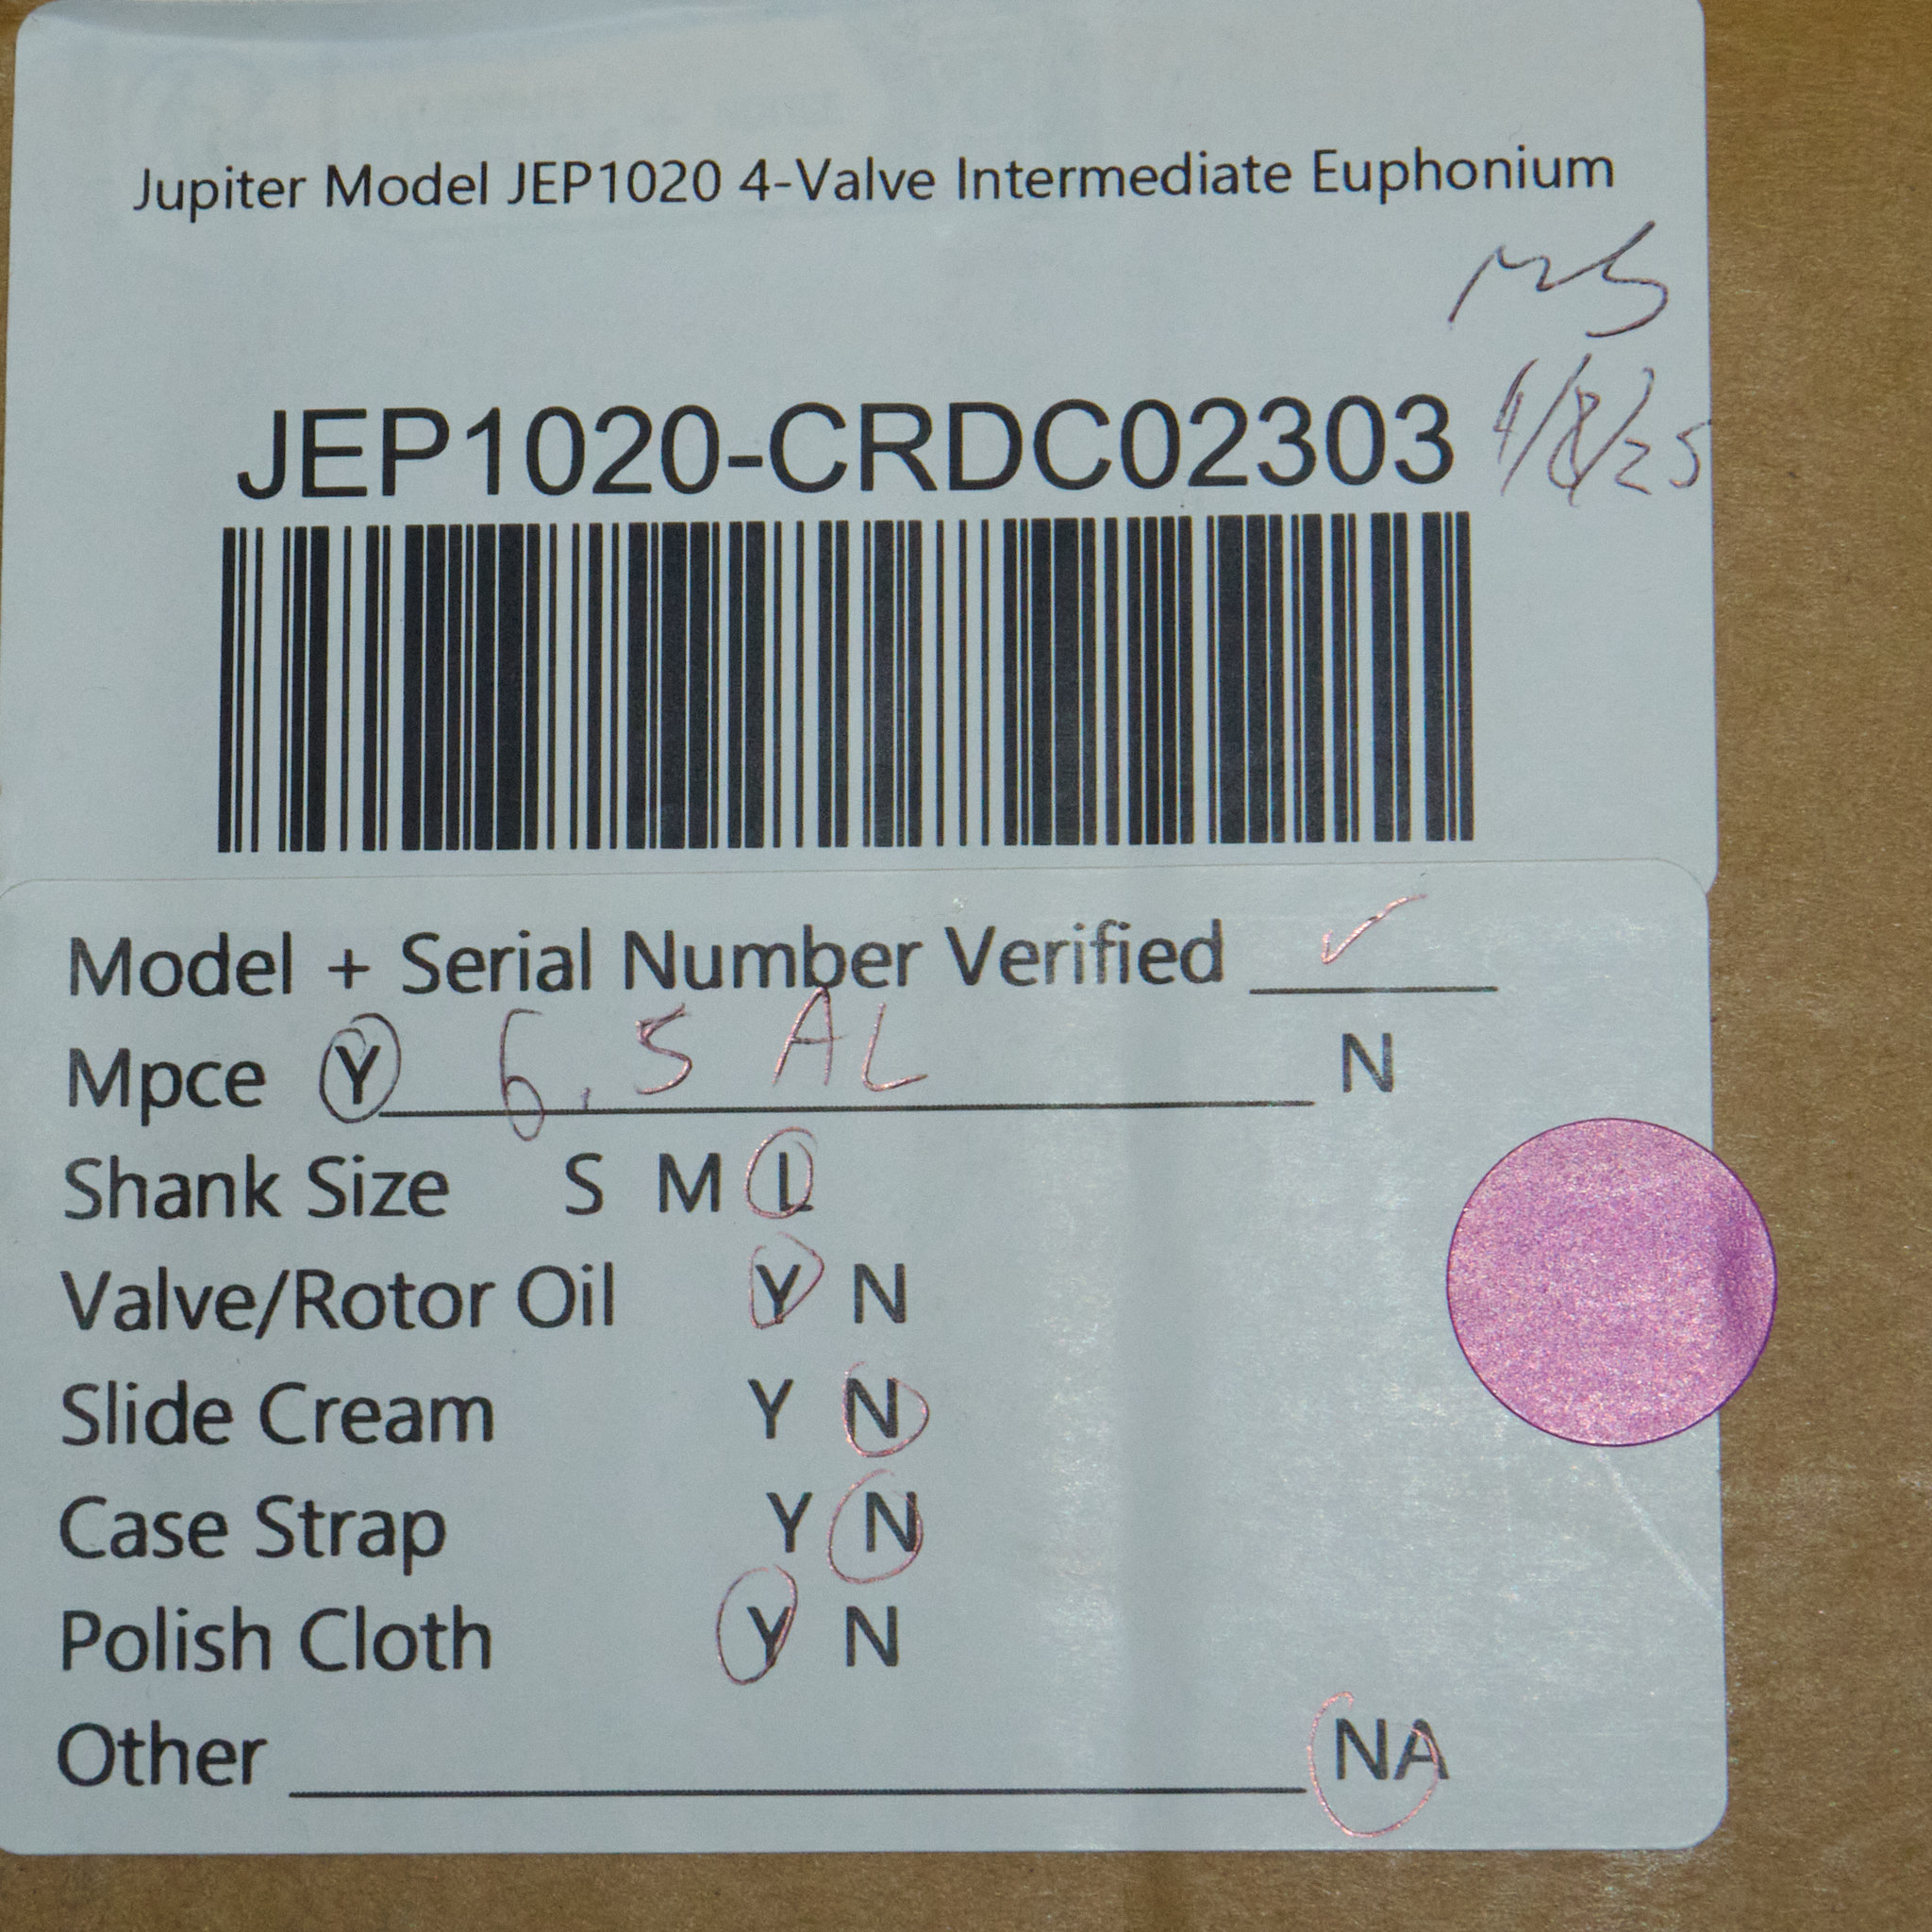 Jupiter Model JEP1020 4-Valve Intermediate Euphonium
MS
JEP1020-CRDC02303
4/8/25
Model + Serial Number Verified ✓
Mpce Y 6.5 AL N
Shank Size S M L
Valve/Rotor Oil Y N
Slide Cream Y N
Case Strap Y N
Polish Cloth Y N
Other NA